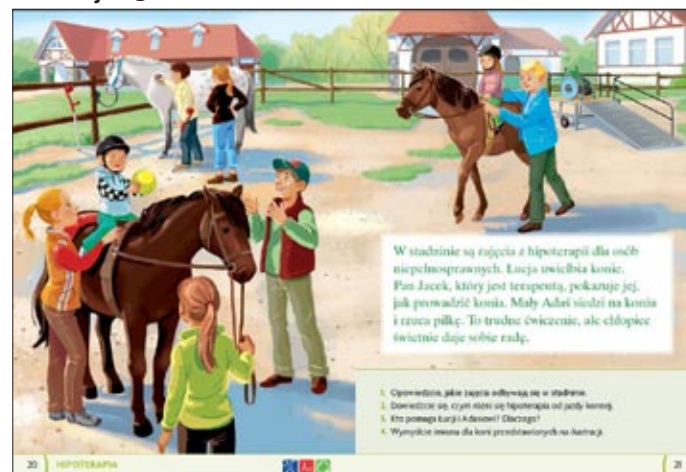 W stadninie są zajęcia z hipoterapii dla osób
niepełnosprawnych. Łucja uwielbia konie.
Pan Jacek, który jest terapeutą, pokazuje jej,
jak prowadzić konia. Mały Adaś siedzi na koniu
i rzuca piłkę. To trudne ćwiczenie, ale chłopiec
świetnie daje sobie radę.
1. Opowiedzcie, jakie zajęcia odbywają się w stadninie.
2. Dowiedzcie się, czym różni się hipoterapia od jazdy konnej.
3. Kto pomaga Łucji i Adasiowi? Dlaczego?
4. Wymyślcie imiona dla koni przedstawionych na ilustracji.
20 HIPOTERAPIA
21